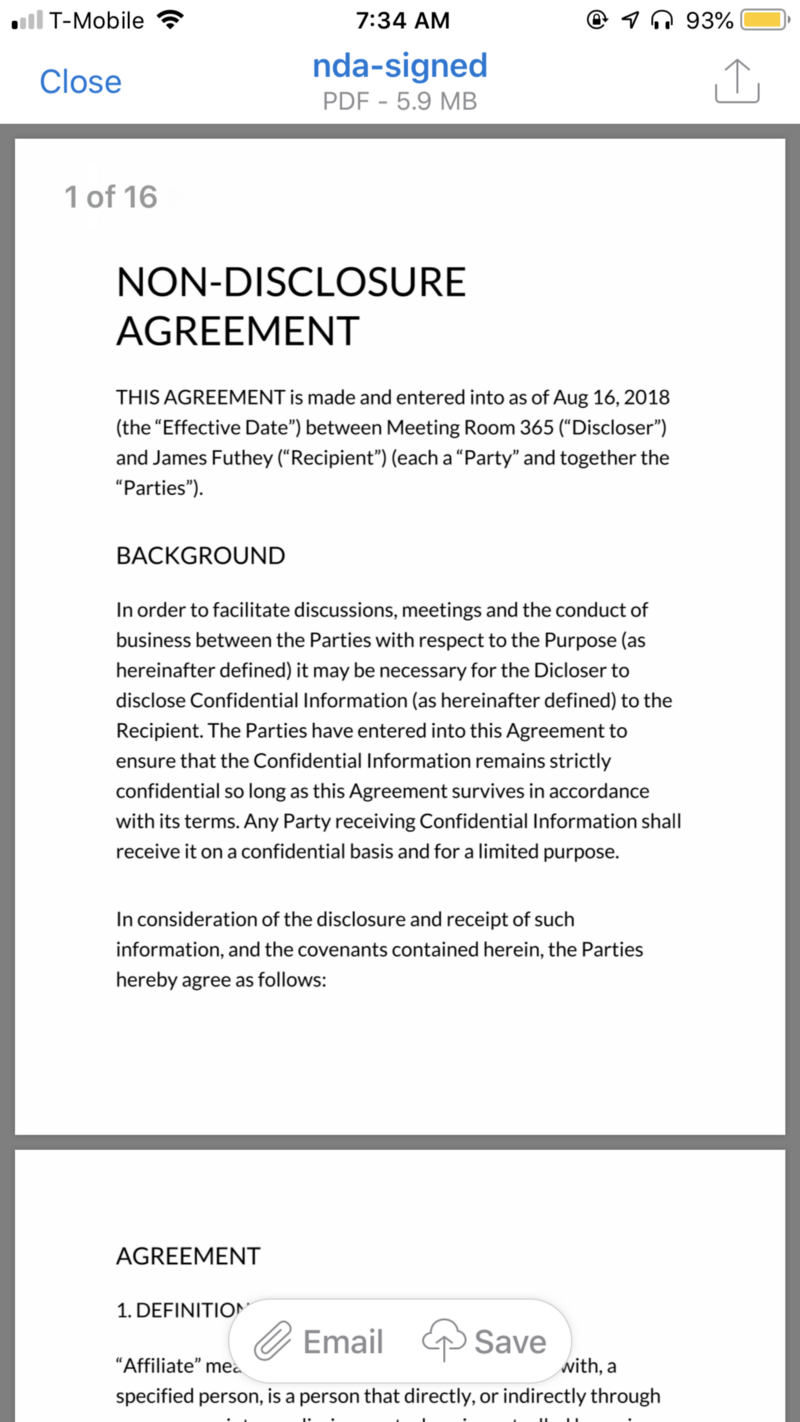 T-Mobile 7:34 AM 93%
Close nda-signed
PDF - 5.9 MB
1 of 16
NON-DISCLOSURE
AGREEMENT
THIS AGREEMENT is made and entered into as of Aug 16, 2018
(the “Effective Date”) between Meeting Room 365 (“Discloser”)
and James Futhey (“Recipient”) (each a “Party” and together the
“Parties”).
BACKGROUND
In order to facilitate discussions, meetings and the conduct of
business between the Parties with respect to the Purpose (as
hereinafter defined) it may be necessary for the Dicloser to
disclose Confidential Information (as hereinafter defined) to the
Recipient. The Parties have entered into this Agreement to
ensure that the Confidential Information remains strictly
confidential so long as this Agreement survives in accordance
with its terms. Any Party receiving Confidential Information shall
receive it on a confidential basis and for a limited purpose.
In consideration of the disclosure and receipt of such
information, and the covenants contained herein, the Parties
hereby agree as follows:
AGREEMENT
1. DEFINITION
Email Save
“Affiliate” with, a
specified person, is a person that directly, or indirectly through